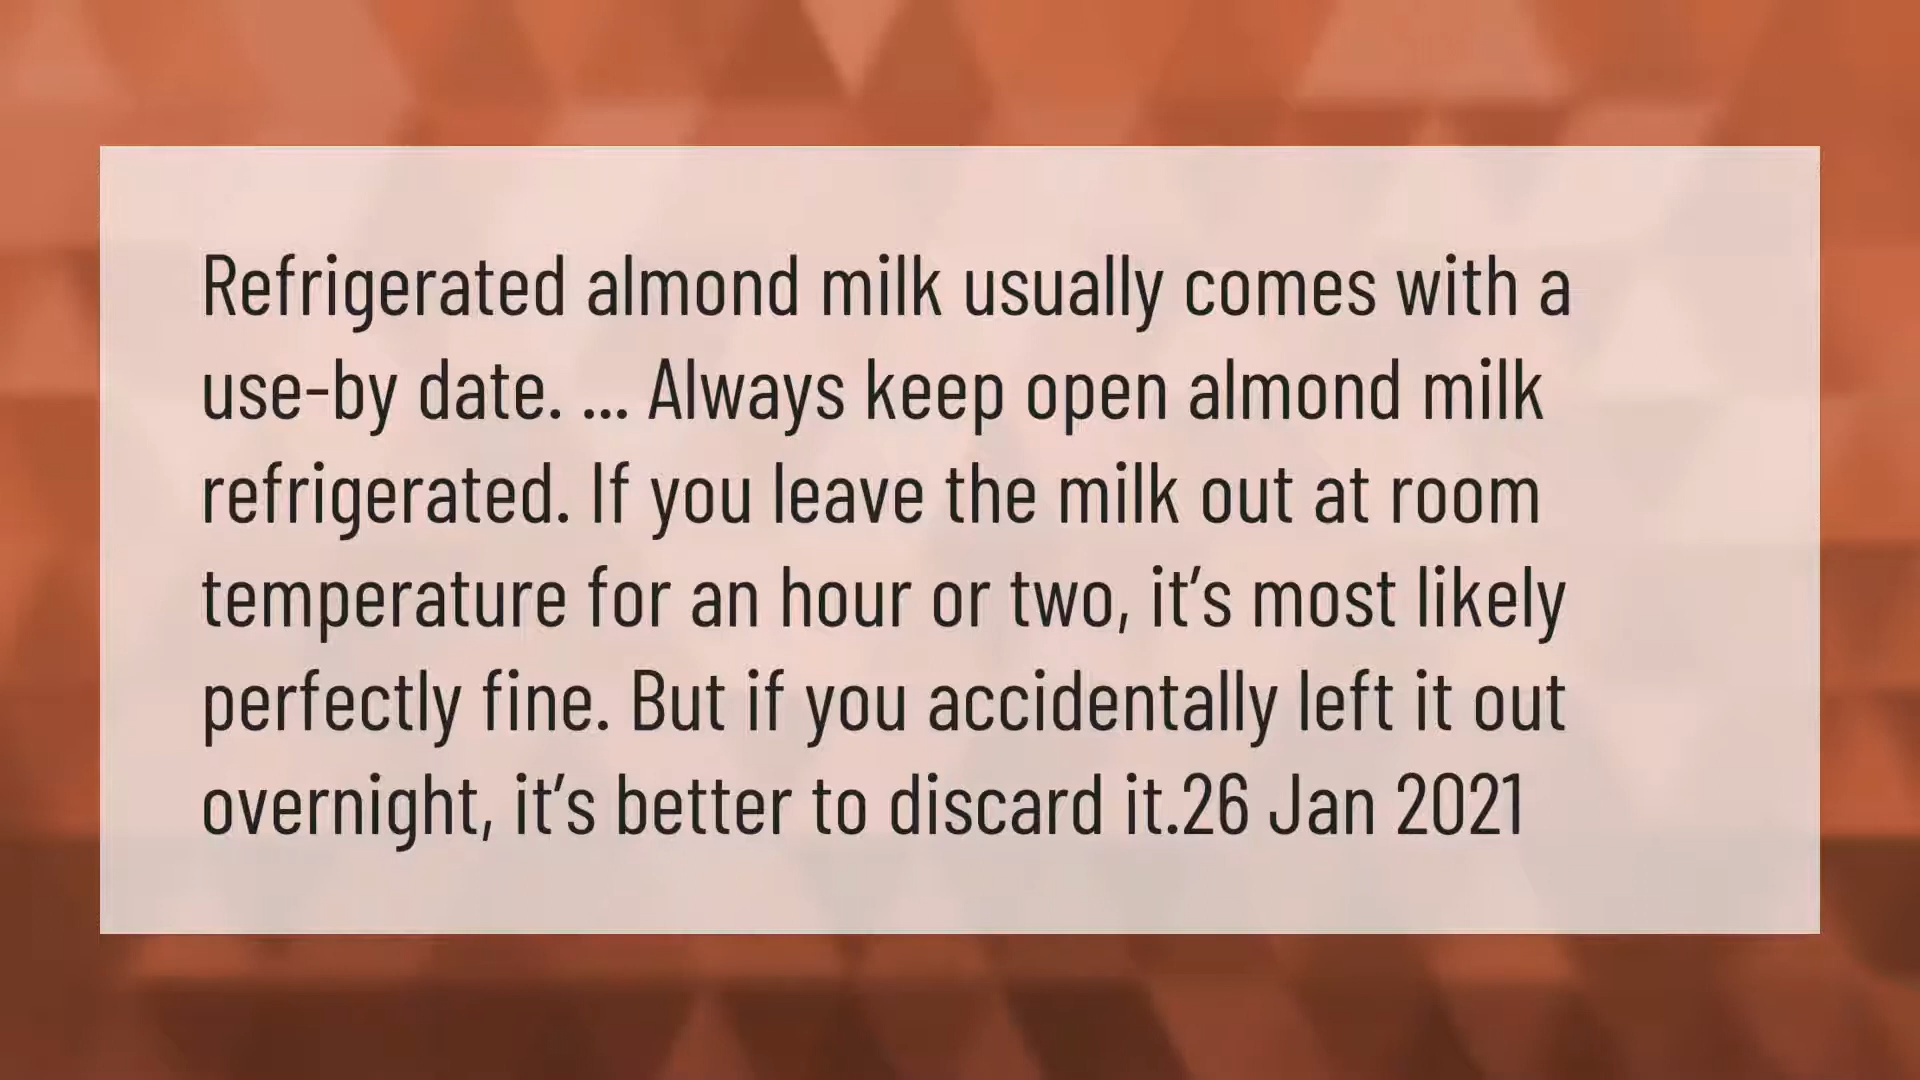 Refrigerated almond milk usually comes with a
use-by date. ... Always keep open almond milk
refrigerated. If you leave the milk out at room
temperature for an hour or two, it’s most likely
perfectly fine. But if you accidentally left it out
overnight, it’s better to discard it.26 Jan 2021